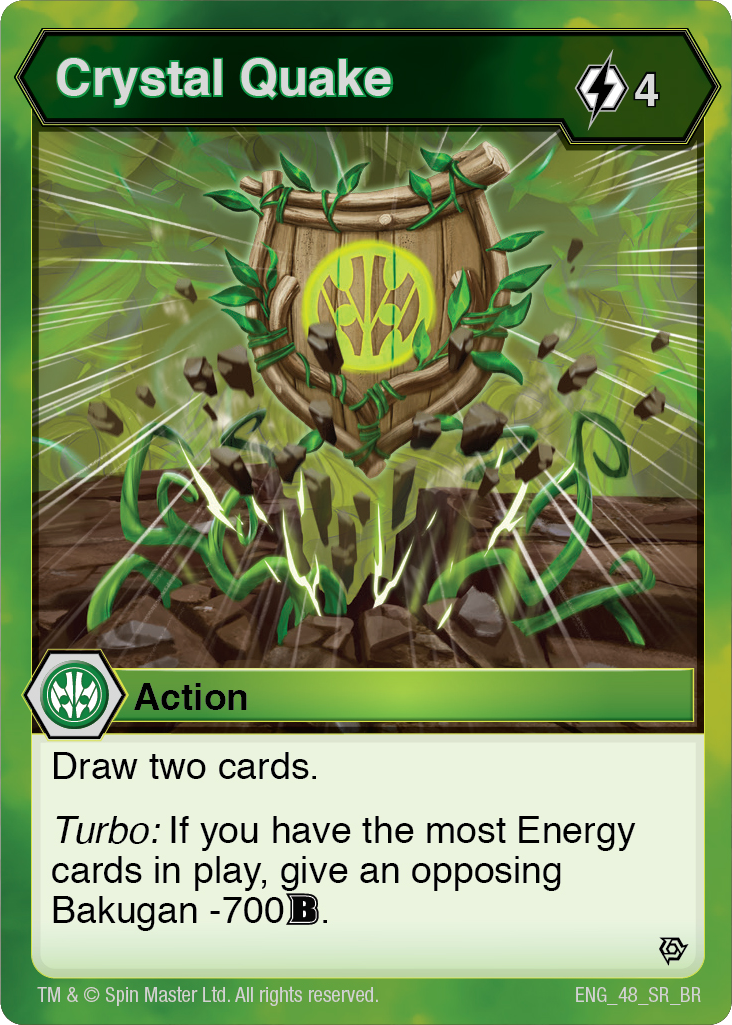 Crystal Quake
4
Action
Draw two cards.
Turbo: If you have the most Energy
cards in play, give an opposing
Bakugan -700B.
TM & © Spin Master Ltd. All rights reserved.
ENG_48_SR_BR